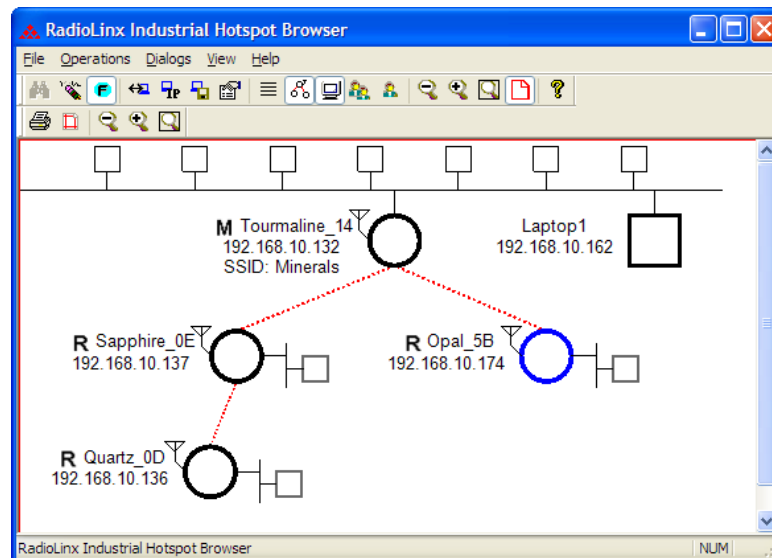 RadioLinx Industrial Hotspot Browser
File Operations Dialogs View Help
F IP ?
M Tourmaline_14
192.168.10.132
SSID: Minerals
Laptop1
192.168.10.162
R Sapphire_0E
192.168.10.137
R Opal_5B
192.168.10.174
R Quartz_0D
192.168.10.136
RadioLinx Industrial Hotspot Browser NUM